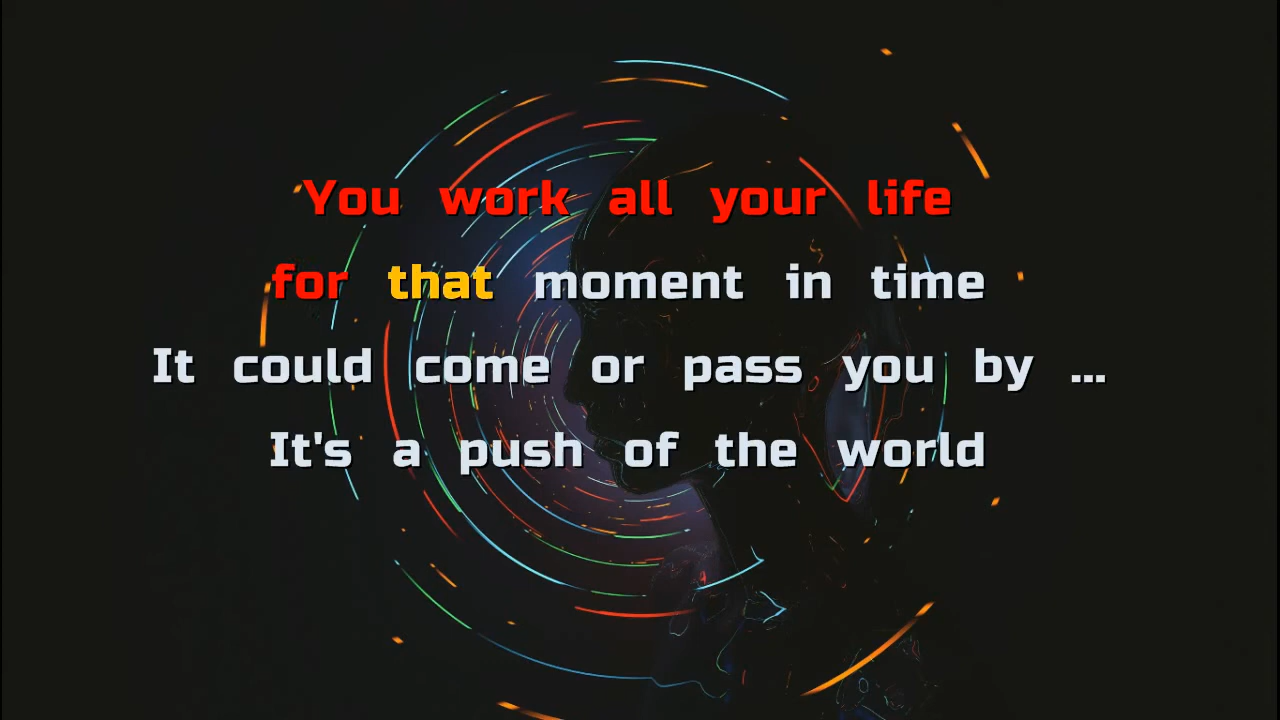 You work all your life
for that moment in time
It could come or pass you by ...
It's a push of the world